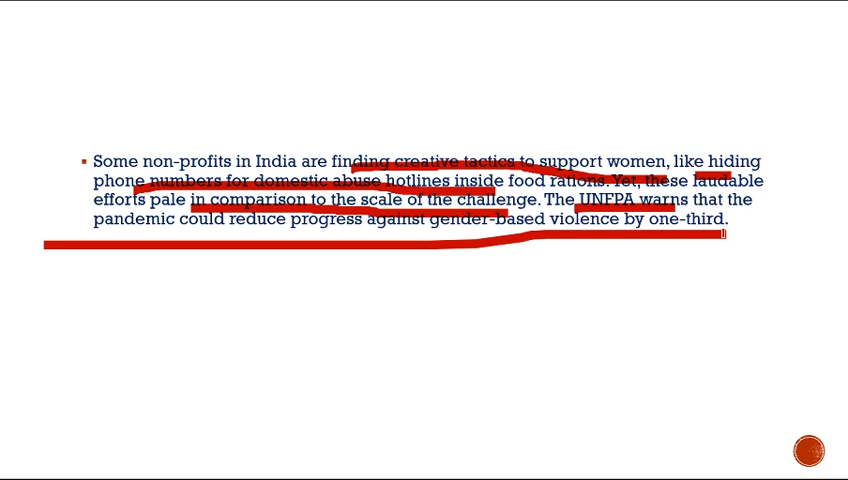 Some non-profits in India are finding creative tactics to support women, like hiding
phone numbers for domestic abuse hotlines inside food rations. Yet, these laudable
efforts pale in comparison to the scale of the challenge. The UNFPA warns that the
pandemic could reduce progress against gender-based violence by one-third.